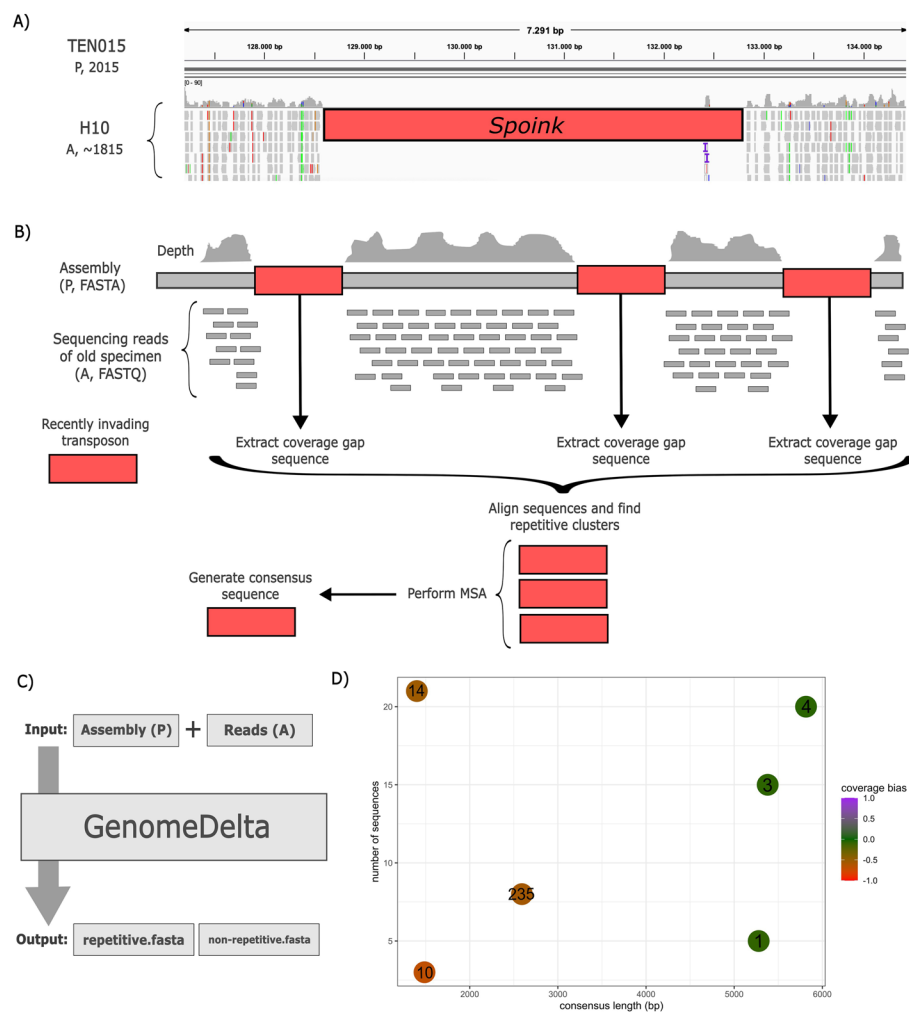 A)
TEN015
P, 2015
7.291 bp
128.000 bp 129.000 bp 130.000 bp 131.000 bp 132.000 bp 133.000 bp 134.000 bp
[0 - 90]
H10
A, ~1815
Spoink
B)
Depth
Assembly
(P, FASTA)
Sequencing reads
of old specimen
(A, FASTQ)
Recently invading
transposon
Extract coverage gap
sequence
Extract coverage gap
sequence
Extract coverage gap
sequence
Align sequences and find
repetitive clusters
Perform MSA
Generate consensus
sequence
C)
Input: Assembly (P) + Reads (A)
GenomeDelta
Output: repetitive.fasta non-repetitive.fasta
D)
number of sequences
20
15
10
5
14
4
3
235
1
10
2000 3000 4000 5000 6000
consensus length (bp)
coverage bias
1.0
0.5
0.0
-0.5
-1.0